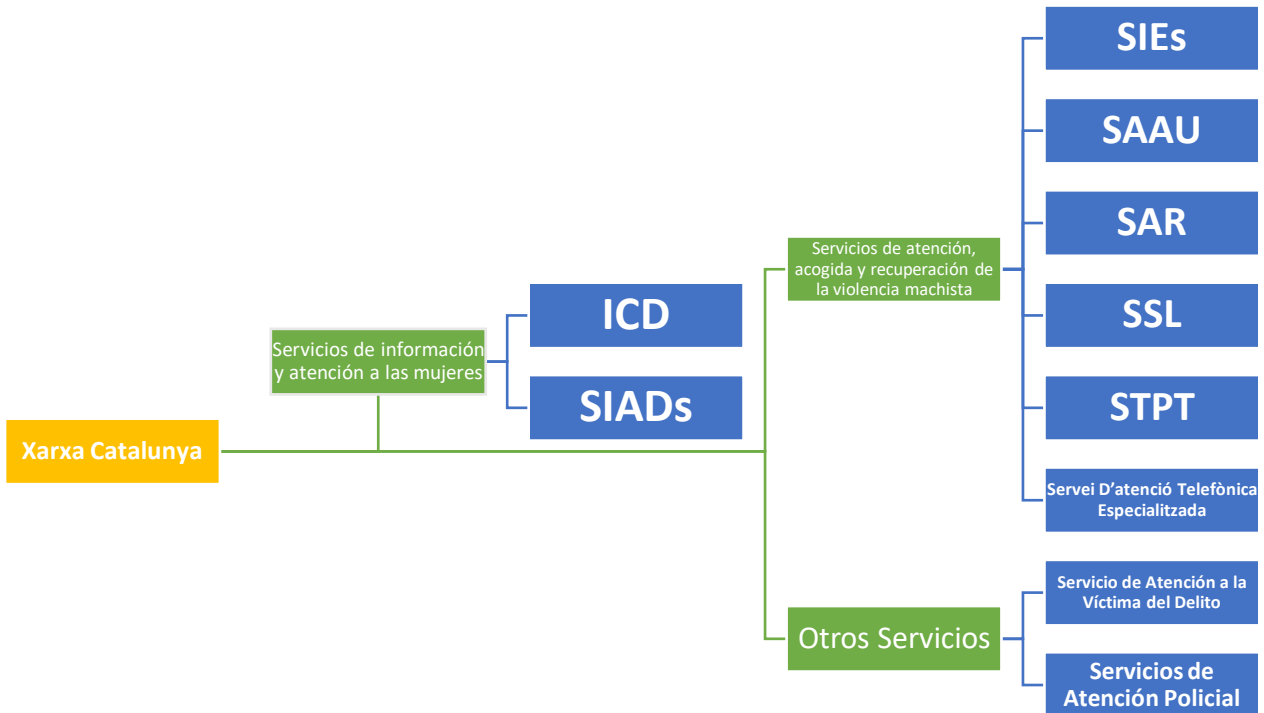 Xarxa Catalunya
Servicios de información
y atención a las mujeres
ICD
SIADs
Servicios de atención,
acogida y recuperación de
la violencia machista
SIEs
SAAU
SAR
SSL
STPT
Servei D’atenció Telefònica
Especialitzada
Otros Servicios
Servicio de Atención a la
Víctima del Delito
Servicios de
Atención Policial